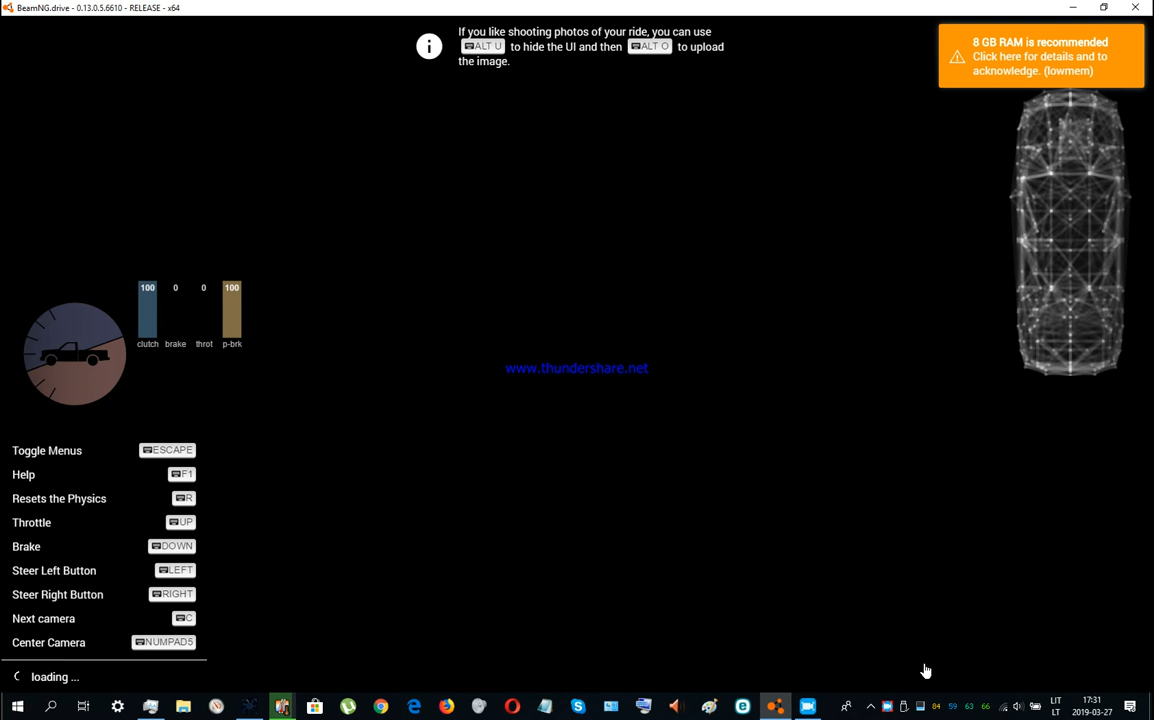 BeamNG.drive - 0.13.0.5.6610 - RELEASE - x64
If you like shooting photos of your ride, you can use
ALT U to hide the UI and then ALT O to upload
the image.
8 GB RAM is recommended
Click here for details and to
acknowledge. (lowmem)
100 0 0 100
clutch brake throt p-brk
www.thundershare.net
Toggle Menus ESCAPE
Help F1
Resets the Physics R
Throttle UP
Brake DOWN
Steer Left Button LEFT
Steer Right Button RIGHT
Next camera C
Center Camera NUMPAD5
loading ...
84 59 63 66
LIT
LT
17:31
2019-03-27